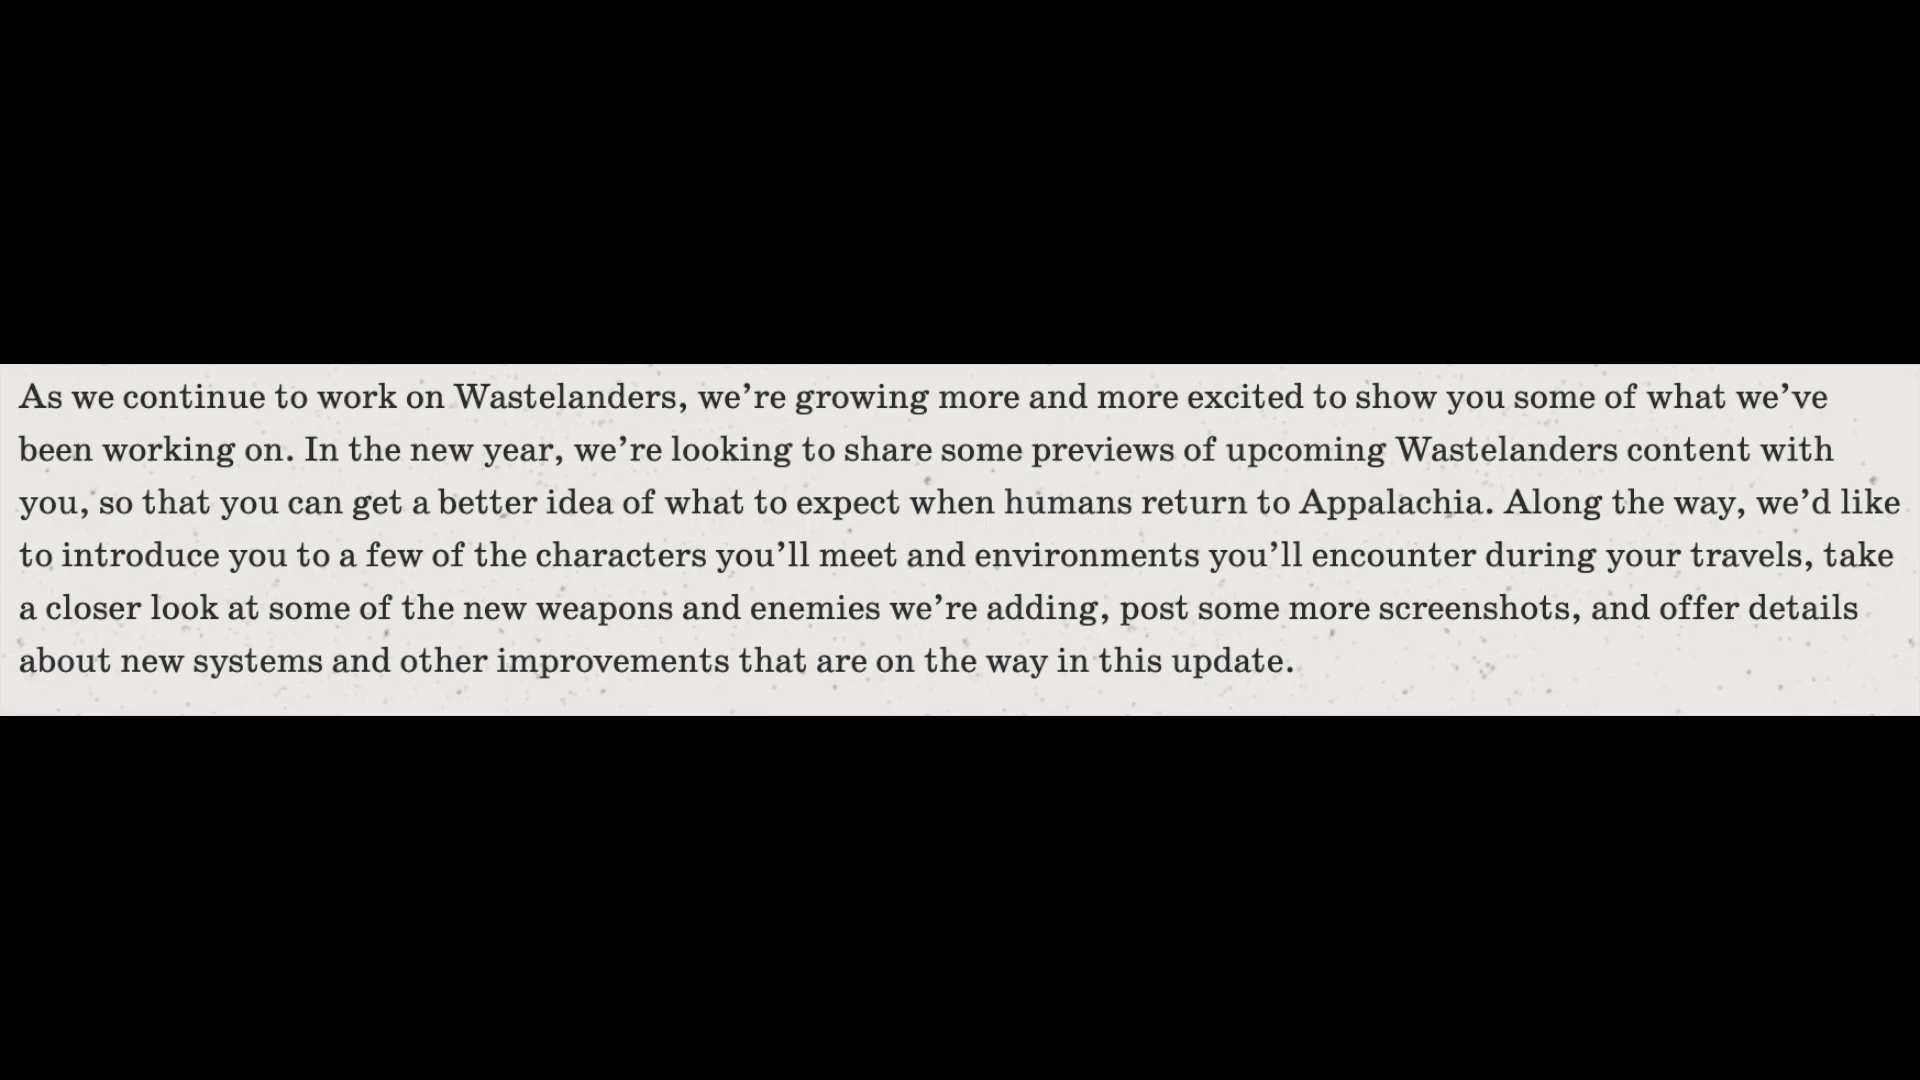 As we continue to work on Wastelanders, we’re growing more and more excited to show you some of what we’ve
been working on. In the new year, we’re looking to share some previews of upcoming Wastelanders content with
you, so that you can get a better idea of what to expect when humans return to Appalachia. Along the way, we’d like
to introduce you to a few of the characters you’ll meet and environments you’ll encounter during your travels, take
a closer look at some of the new weapons and enemies we’re adding, post some more screenshots, and offer details
about new systems and other improvements that are on the way in this update.